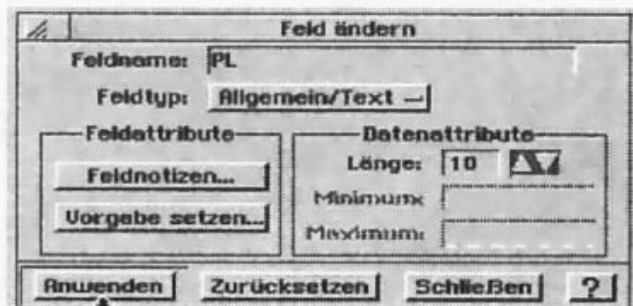 Feld ändern
Feldname: PL
Feldtyp: Allgemein/Text
Feldattribute
Feldnotizen...
Vorgabe setzen...
Datenattribute
Länge: 10
Minimum:
Maximum:
Anwenden Zurücksetzen Schließen ?